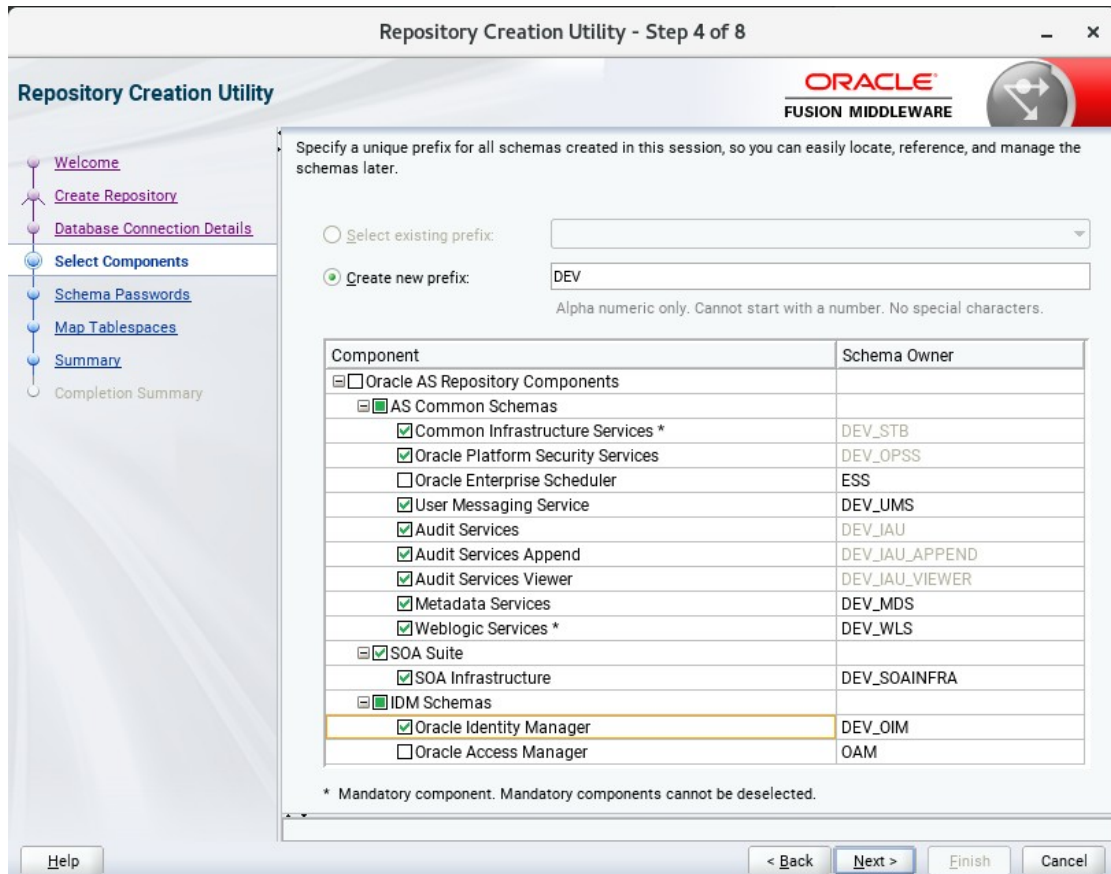 Repository Creation Utility - Step 4 of 8
Repository Creation Utility
ORACLE
FUSION MIDDLEWARE
Welcome
Create Repository
Database Connection Details
Select Components
Schema Passwords
Map Tablespaces
Summary
Completion Summary
Specify a unique prefix for all schemas created in this session, so you can easily locate, reference, and manage the
schemas later.
Select existing prefix:
Create new prefix: DEV
Alpha numeric only. Cannot start with a number. No special characters.
Component Schema Owner
Oracle AS Repository Components
AS Common Schemas
Common Infrastructure Services * DEV_STB
Oracle Platform Security Services DEV_OPSS
Oracle Enterprise Scheduler ESS
User Messaging Service DEV_UMS
Audit Services DEV_IAU
Audit Services Append DEV_IAU_APPEND
Audit Services Viewer DEV_IAU_VIEWER
Metadata Services DEV_MDS
Weblogic Services * DEV_WLS
SOA Suite
SOA Infrastructure DEV_SOAINFRA
IDM Schemas
Oracle Identity Manager DEV_OIM
Oracle Access Manager OAM
* Mandatory component. Mandatory components cannot be deselected.
Help < Back Next > Finish Cancel